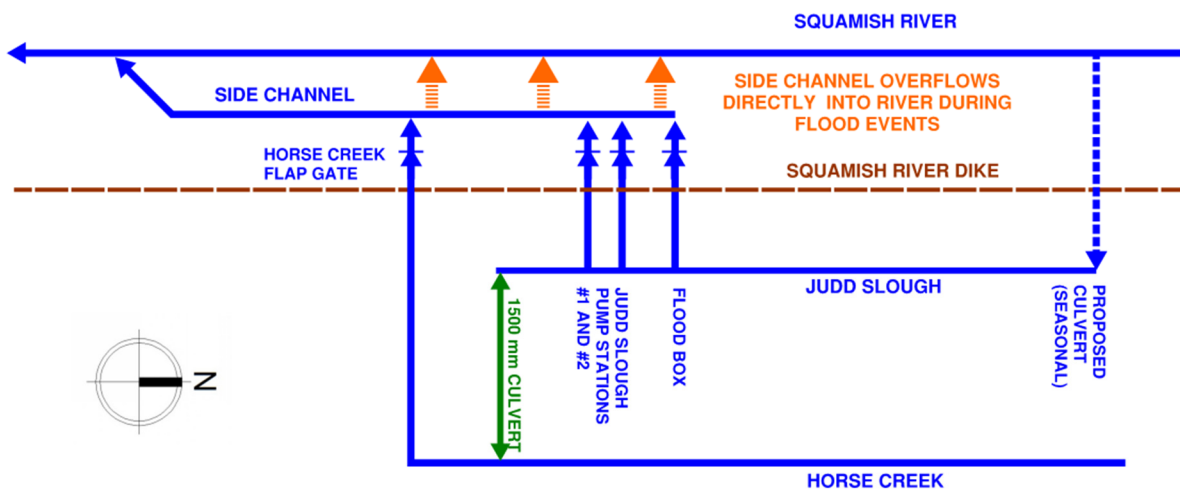 SQUAMISH RIVER
SIDE CHANNEL OVERFLOWS
DIRECTLY INTO RIVER DURING
FLOOD EVENTS
SIDE CHANNEL
HORSE CREEK
FLAP GATE
SQUAMISH RIVER DIKE
JUDD SLOUGH
1500 mm CULVERT
JUDD SLOUGH
PUMP STATIONS
#1 AND #2
FLOOD BOX
PROPOSED
CULVERT
(SEASONAL)
N
HORSE CREEK